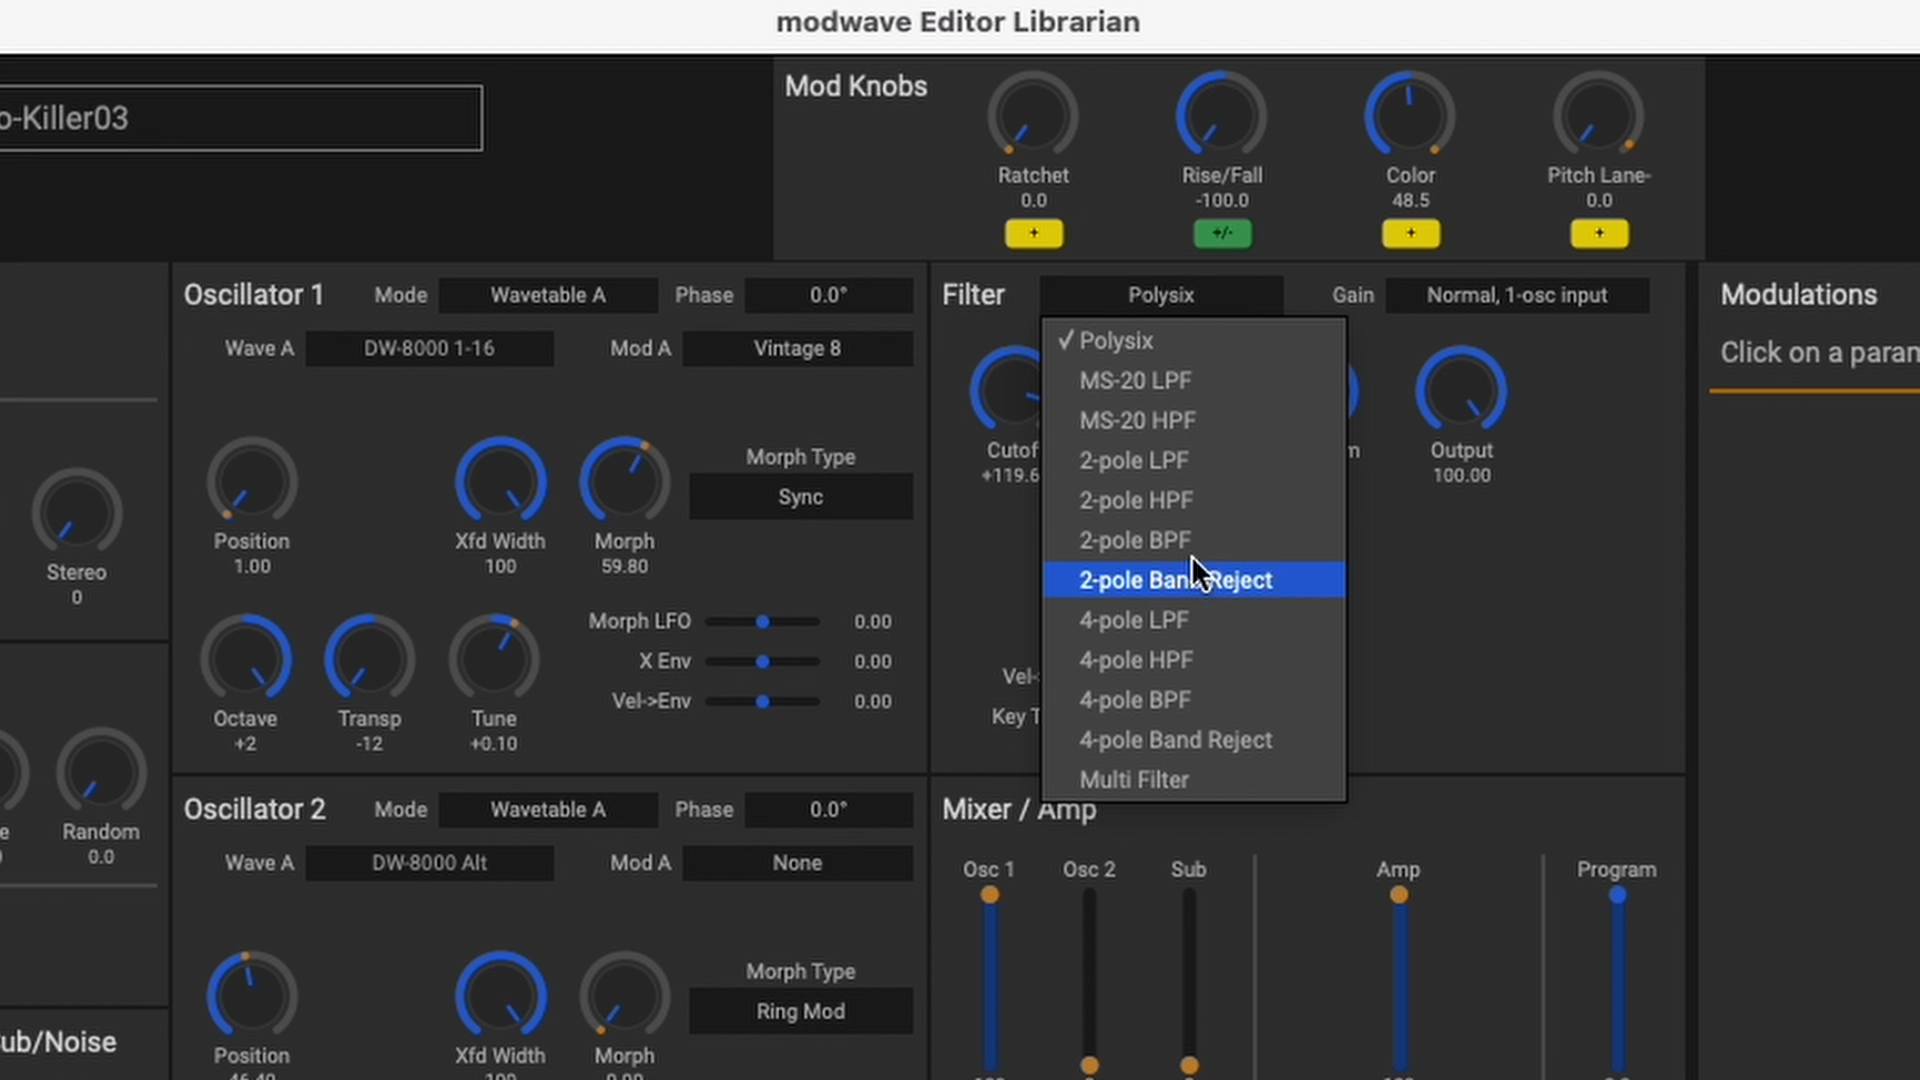 modwave Editor Librarian
o-Killer03
Mod Knobs
Ratchet
0.0
+
Rise/Fall
-100.0
+/-
Color
48.5
+
Pitch Lane-
0.0
+
Oscillator 1
Mode
Wavetable A
Phase
0.0°
Wave A
DW-8000 1-16
Mod A
Vintage 8
Position
1.00
Xfd Width
100
Morph
59.80
Morph Type
Sync
Octave
+2
Transp
-12
Tune
+0.10
Morph LFO
0.00
X Env
0.00
Vel->Env
0.00
Stereo
0
Random
0.0
ub/Noise
Filter
Polysix
Gain
Normal, 1-osc input
✓ Polysix
MS-20 LPF
MS-20 HPF
2-pole LPF
2-pole HPF
2-pole BPF
2-pole Band Reject
4-pole LPF
4-pole HPF
4-pole BPF
4-pole Band Reject
Multi Filter
Cutof
+119.6
m
Output
100.00
Vel-
Key T
Modulations
Click on a param
Oscillator 2
Mode
Wavetable A
Phase
0.0°
Wave A
DW-8000 Alt
Mod A
None
Position
Xfd Width
Morph
Morph Type
Ring Mod
Mixer / Amp
Osc 1
Osc 2
Sub
Amp
Program